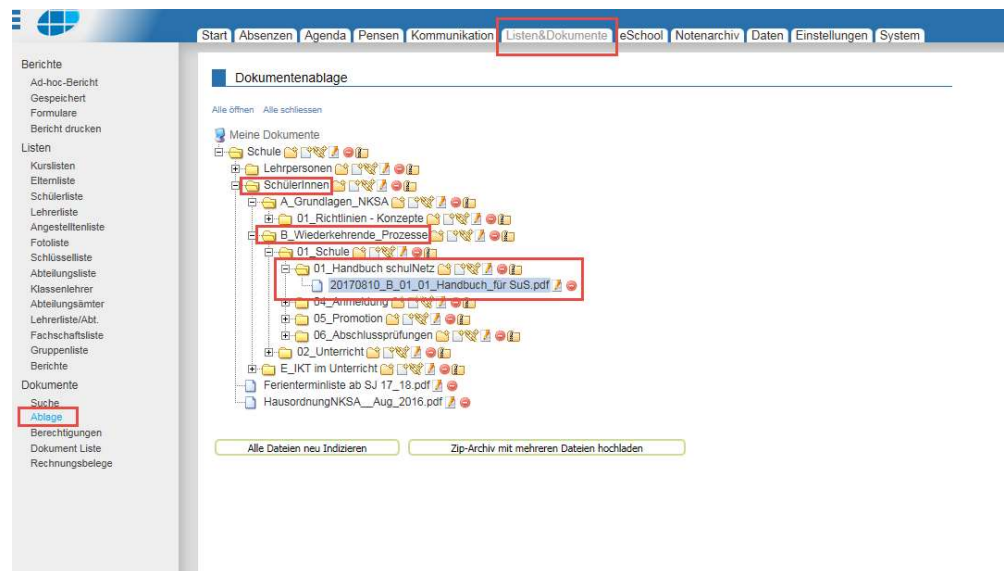 Start Absenzen Agenda Pensen Kommunikation Listen&Dokumente eSchool Notenarchiv Daten Einstellungen System
Berichte
Ad-hoc-Bericht
Gespeichert
Formulare
Bericht drucken
Listen
Kurslisten
Elternliste
Schülerliste
Lehrerliste
Angestelltenliste
Fotoliste
Schlüsselliste
Abteilungsliste
Klassenlehrer
Abteilungsämter
Lehrerliste/Abt.
Fachschaftsliste
Gruppenliste
Berichte
Dokumente
Suche
Ablage
Berechtigungen
Dokument Liste
Rechnungsbelege
Dokumentenablage
Alle öffnen Alle schliessen
Meine Dokumente
Schule
Lehrpersonen
SchülerInnen
A_Grundlagen_NKSA
01_Richtlinien - Konzepte
B_Wiederkehrende_Prozesse
01_Schule
01_Handbuch schulNetz
20170810_B_01_01_Handbuch_für SuS.pdf
04_Anmeldung
05_Promotion
06_Abschlussprüfungen
02_Unterricht
E_IKT im Unterricht
Ferienterminliste ab SJ 17_18.pdf
HausordnungNKSA__Aug_2016.pdf
Alle Dateien neu Indizieren
Zip-Archiv mit mehreren Dateien hochladen